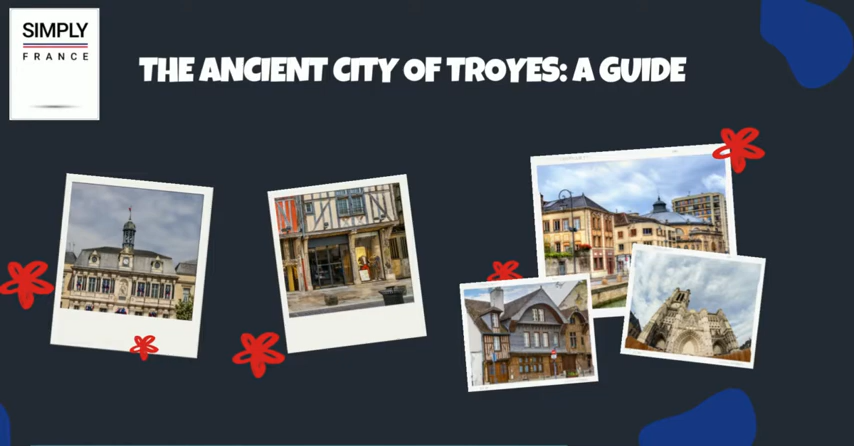 SIMPLY
FRANCE
THE ANCIENT CITY OF TROYES: A GUIDE